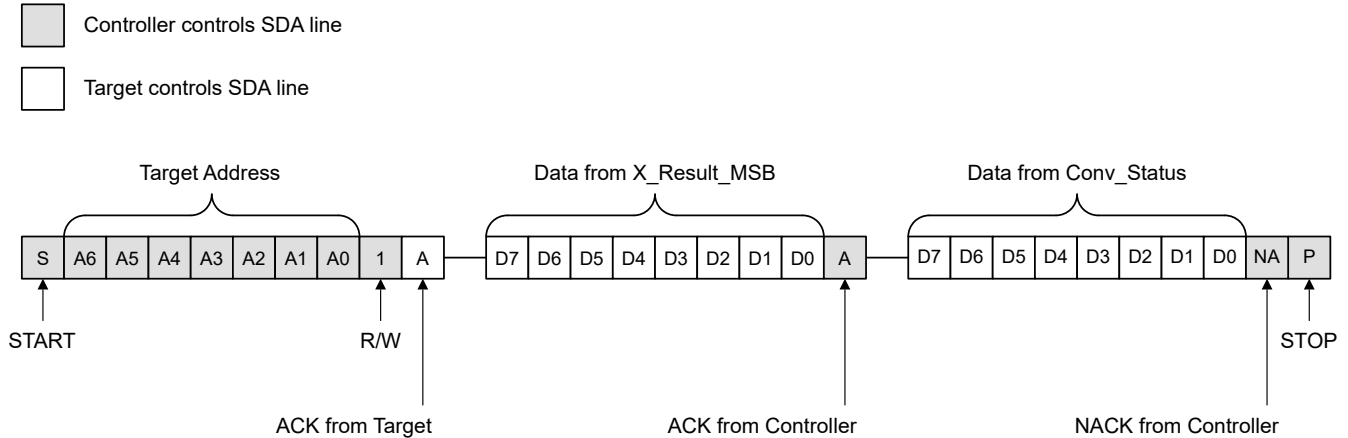 Controller controls SDA line
Target controls SDA line
Target Address Data from X_Result_MSB Data from Conv_Status
S A6 A5 A4 A3 A2 A1 A0 1 A D7 D6 D5 D4 D3 D2 D1 D0 A D7 D6 D5 D4 D3 D2 D1 D0 NA P
START R/W STOP
ACK from Target ACK from Controller NACK from Controller